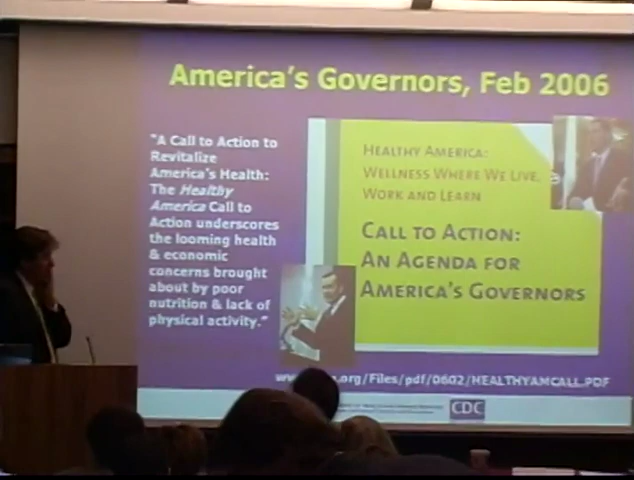 America's Governors, Feb 2006
"A Call to Action to
Revitalize
America's Health:
The Healthy
America Call to
Action underscores
the looming health
& economic
concerns brought
about by poor
nutrition & lack of
physical activity."
HEALTHY AMERICA:
WELLNESS WHERE WE LIVE,
WORK AND LEARN
CALL TO ACTION:
AN AGENDA FOR
AMERICA'S GOVERNORS
.org/Files/pdf/0602/HEALTHYAMCALL.PDF
CDC